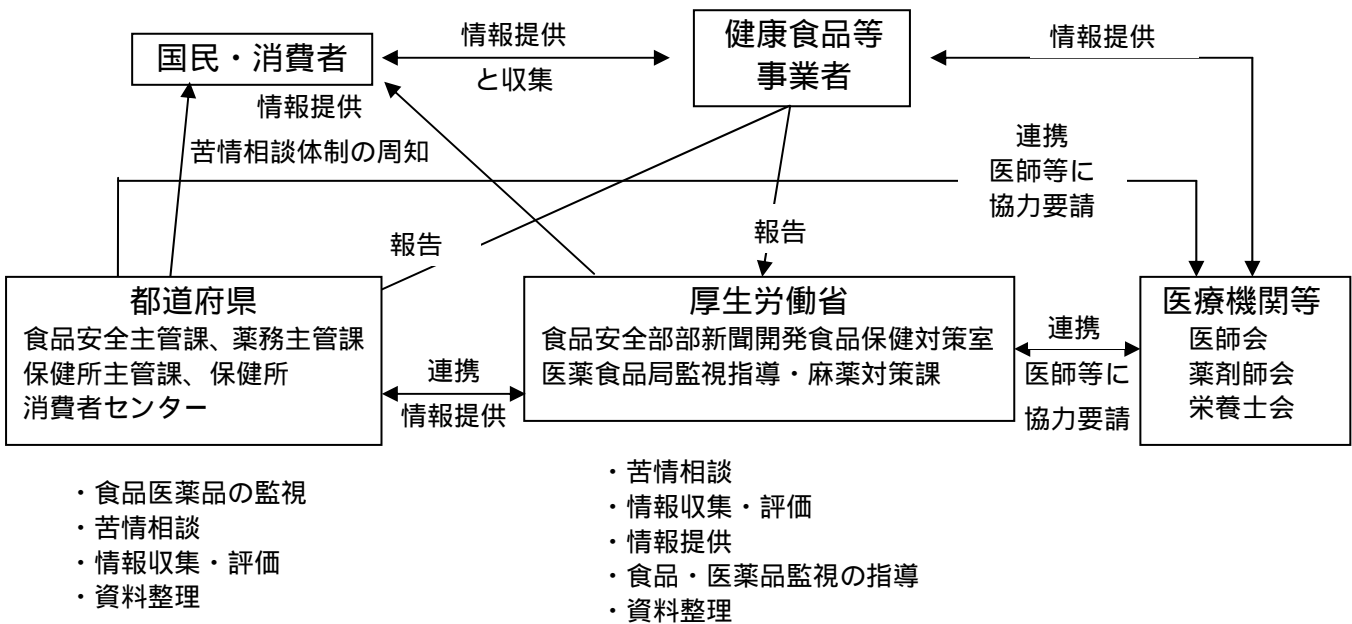 国民・消費者
情報提供
と収集
健康食品等
事業者
情報提供
情報提供
苦情相談体制の周知
連携
医師等に
協力要請
報告
報告
都道府県
食品安全主管課、薬務主管課
保健所主管課、保健所
消費者センター
連携
情報提供
厚生労働省
食品安全部部新聞開発食品保健対策室
医薬食品局監視指導・麻薬対策課
連携
医師等に
協力要請
医療機関等
医師会
薬剤師会
栄養士会
・食品医薬品の監視
・苦情相談
・情報収集・評価
・資料整理
・苦情相談
・情報収集・評価
・情報提供
・食品・医薬品監視の指導
・資料整理